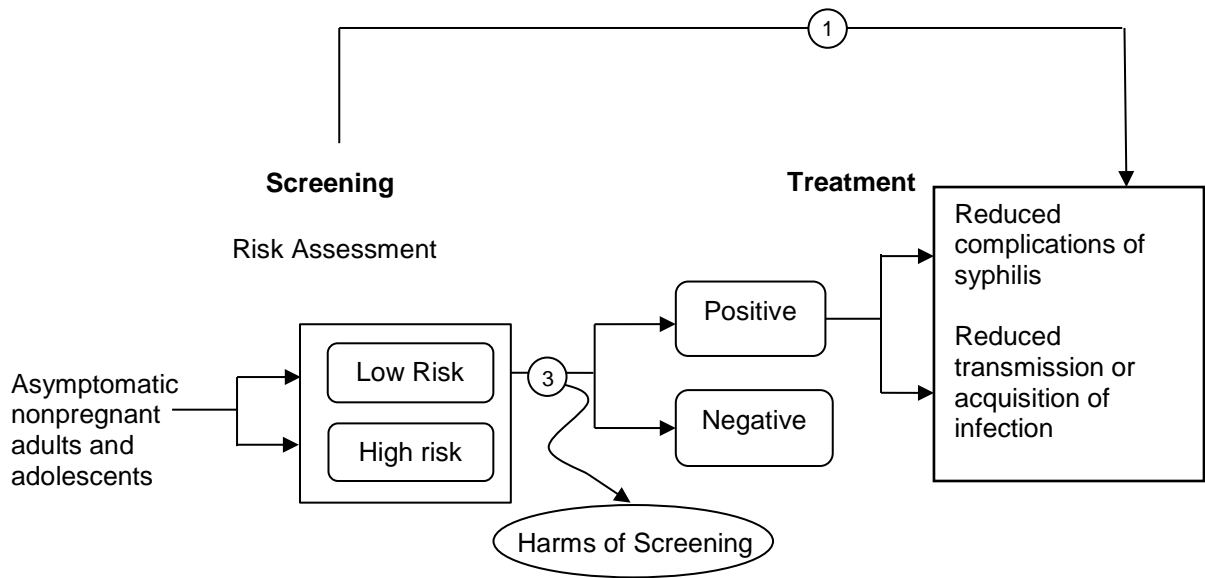 1
Screening
Treatment
Risk Assessment
Reduced
complications of
syphilis
Reduced
transmission or
acquisition of
infection
Asymptomatic
nonpregnant
adults and
adolescents
Low Risk
High risk
3
Positive
Negative
Harms of Screening